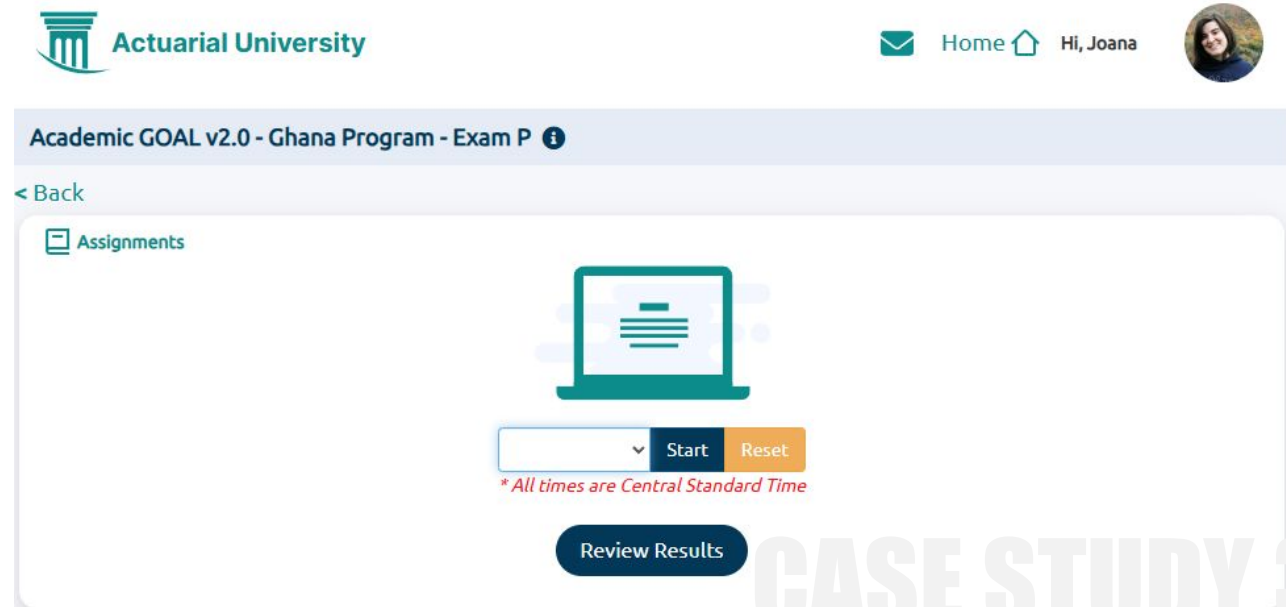 Actuarial University
Home Hi, Joana
Academic GOAL v2.0 - Ghana Program - Exam P
< Back
Assignments
Start Reset
* All times are Central Standard Time
Review Results
CASE STUDY